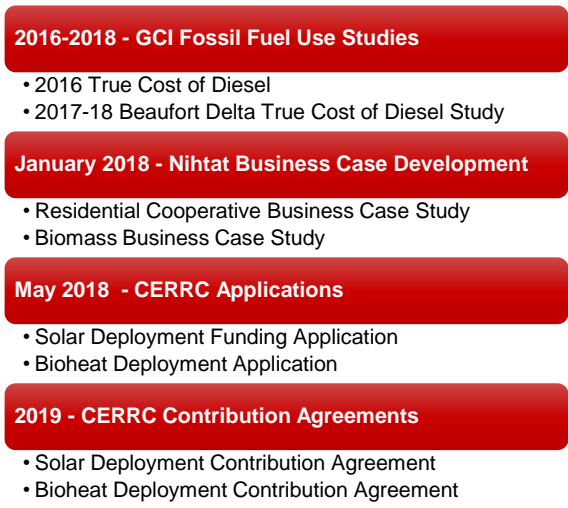 2016-2018 - GCI Fossil Fuel Use Studies
• 2016 True Cost of Diesel
• 2017-18 Beaufort Delta True Cost of Diesel Study
January 2018 - Nihtat Business Case Development
• Residential Cooperative Business Case Study
• Biomass Business Case Study
May 2018  - CERRC Applications
• Solar Deployment Funding Application
• Bioheat Deployment Application
2019 - CERRC Contribution Agreements
• Solar Deployment Contribution Agreement
• Bioheat Deployment Contribution Agreement